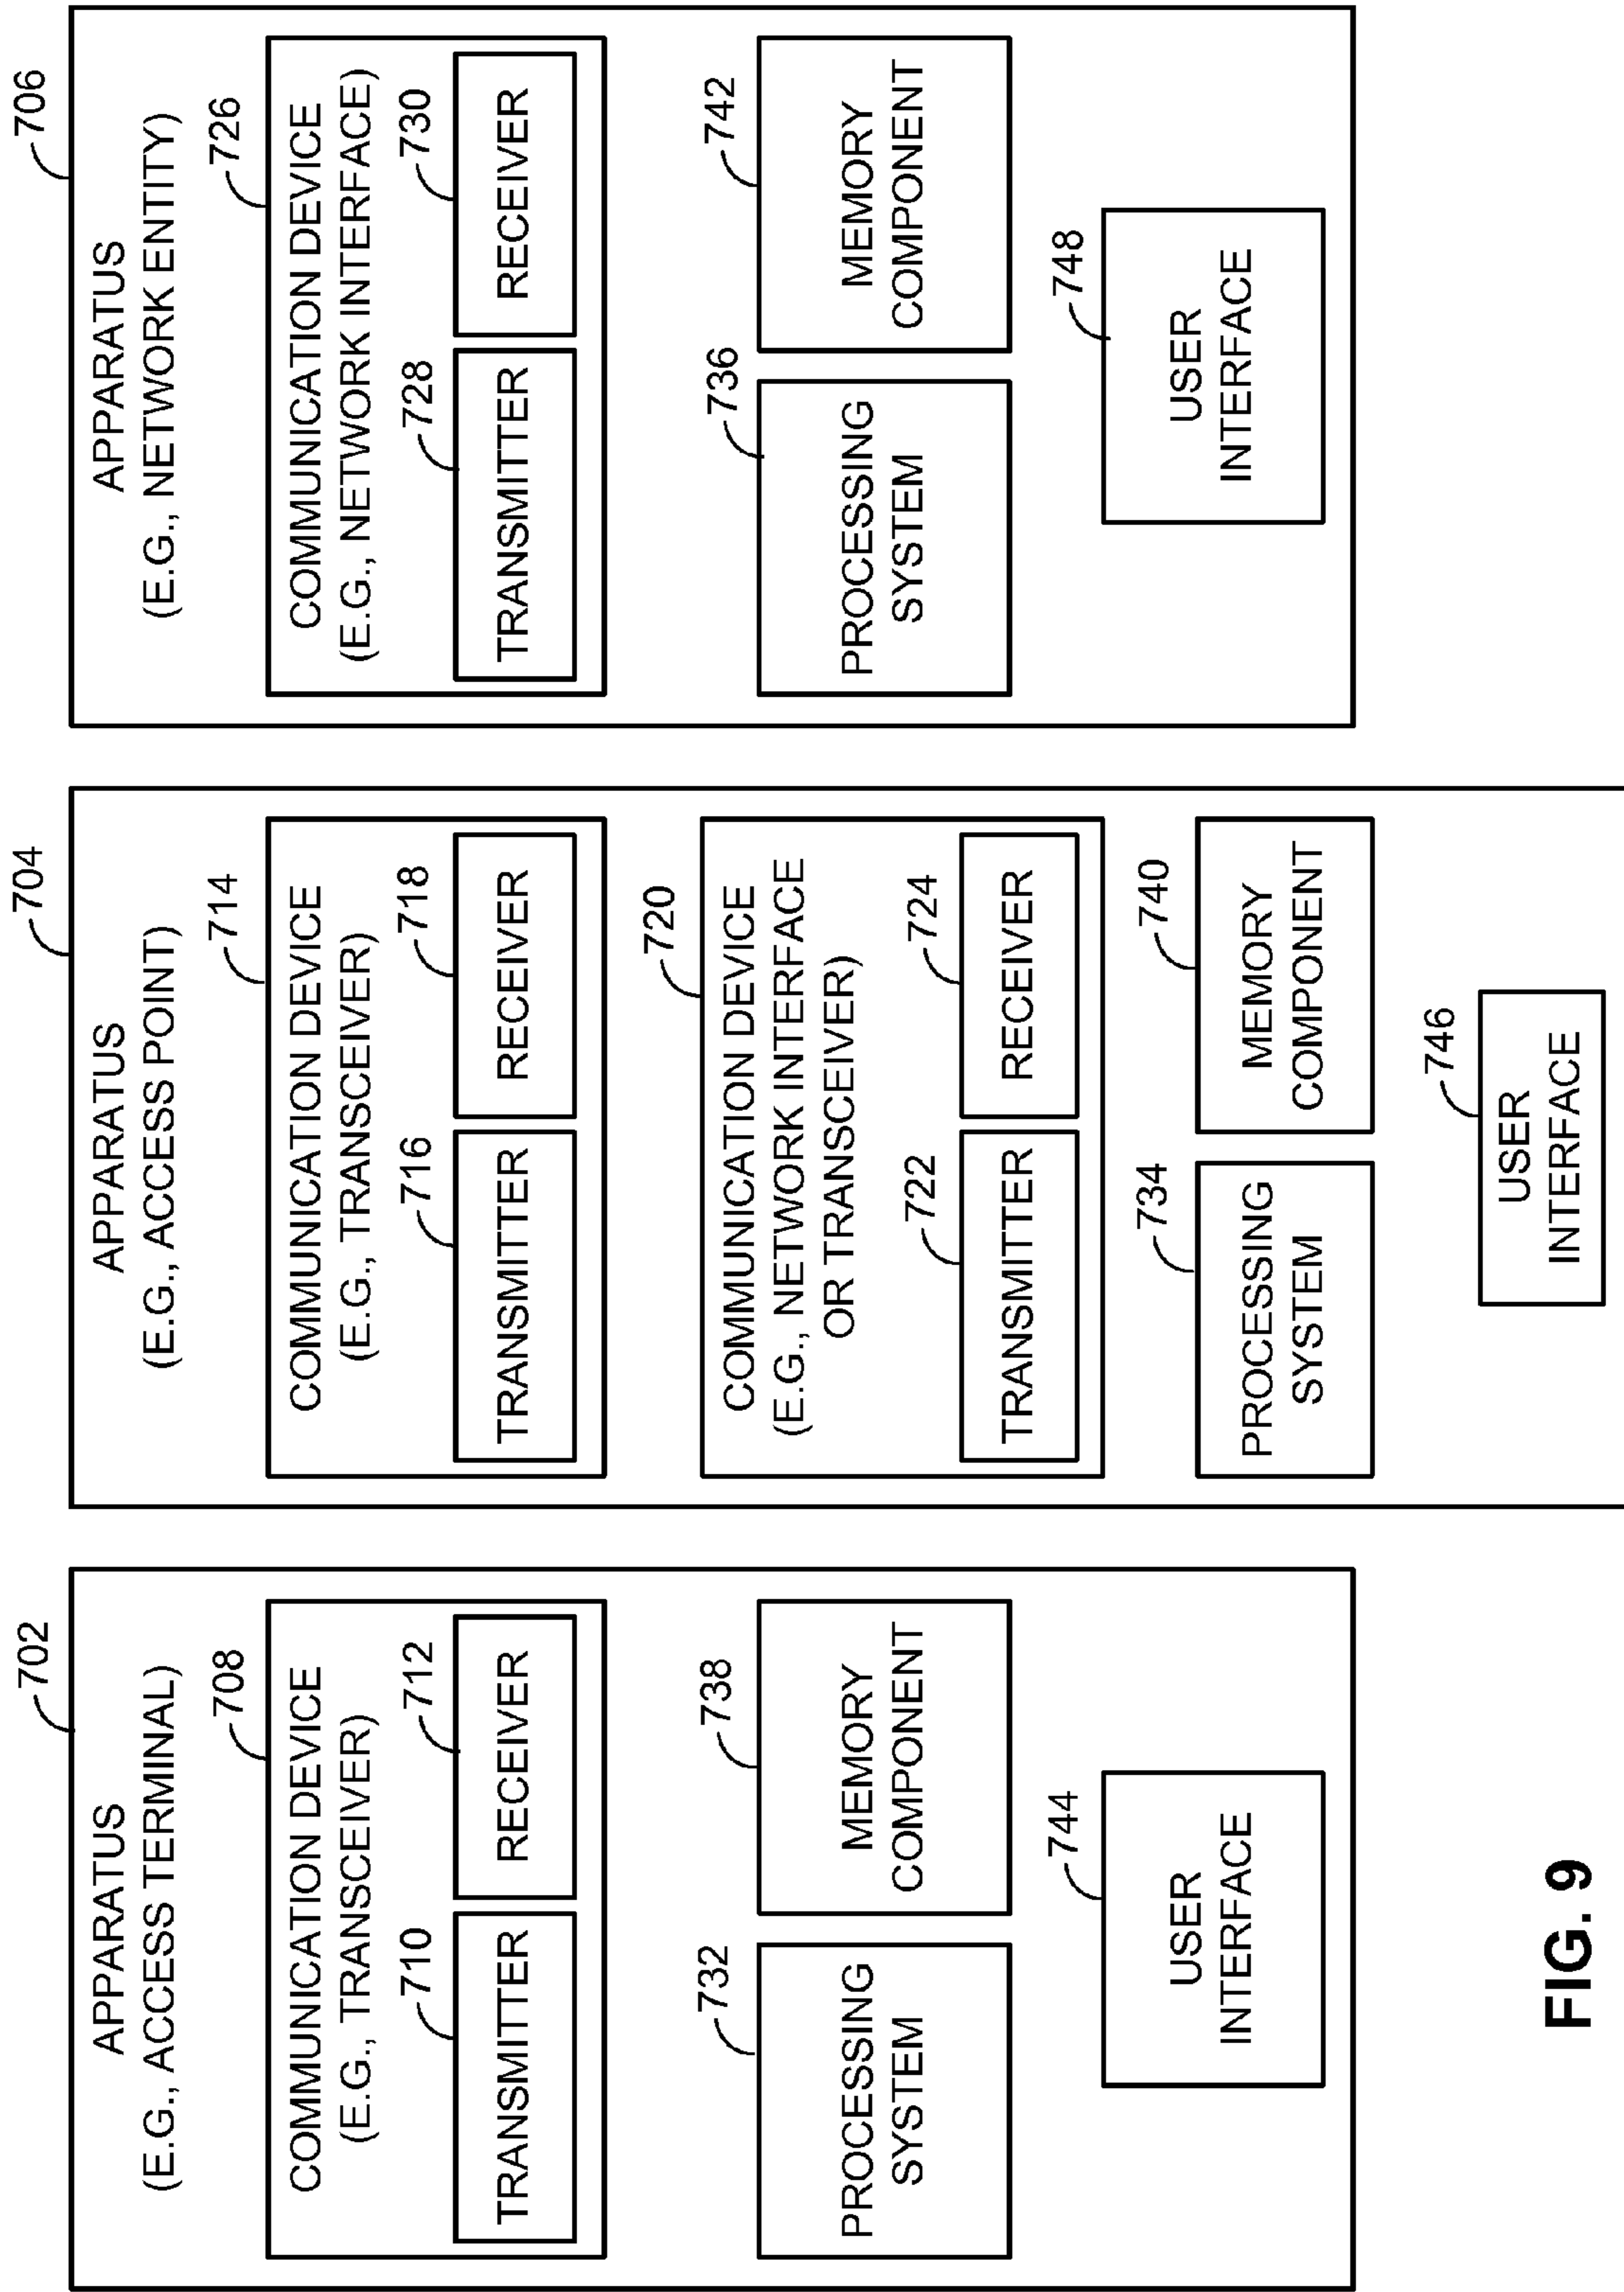 702
APPARATUS
(E.G., ACCESS TERMINAL)
708
COMMUNICATION DEVICE
(E.G., TRANSCEIVER)
710
712
TRANSMITTER
RECEIVER
732
738
PROCESSING
SYSTEM
MEMORY
COMPONENT
744
USER
INTERFACE
704
APPARATUS
(E.G., ACCESS POINT)
714
COMMUNICATION DEVICE
(E.G., TRANSCEIVER)
716
718
TRANSMITTER
RECEIVER
720
COMMUNICATION DEVICE
(E.G., NETWORK INTERFACE
OR TRANSCEIVER)
722
724
TRANSMITTER
RECEIVER
734
740
PROCESSING
SYSTEM
MEMORY
COMPONENT
746
USER
INTERFACE
706
APPARATUS
(E.G., NETWORK ENTITY)
726
COMMUNICATION DEVICE
(E.G., NETWORK INTERFACE)
728
730
TRANSMITTER
RECEIVER
736
742
PROCESSING
SYSTEM
MEMORY
COMPONENT
748
USER
INTERFACE
FIG. 9